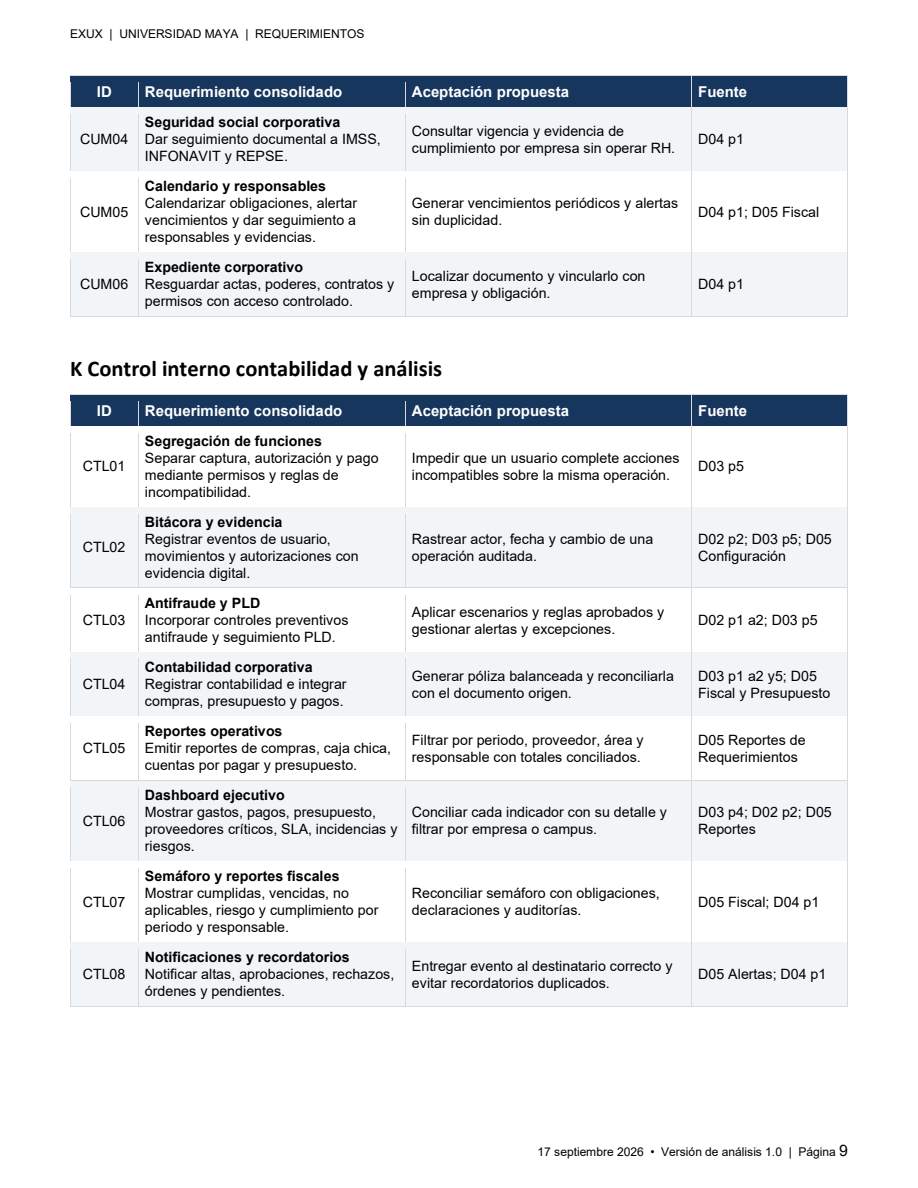 EXUX | UNIVERSIDAD MAYA | REQUERIMIENTOS
ID Requerimiento consolidado Aceptación propuesta Fuente
CUM04
Seguridad social corporativa
Dar seguimiento documental a IMSS,
INFONAVIT y REPSE.
Consultar vigencia y evidencia de
cumplimiento por empresa sin operar RH.
D04 p1
CUM05
Calendario y responsables
Calendarizar obligaciones, alertar
vencimientos y dar seguimiento a
responsables y evidencias.
Generar vencimientos periódicos y alertas
sin duplicidad.
D04 p1; D05 Fiscal
CUM06
Expediente corporativo
Resguardar actas, poderes, contratos y
permisos con acceso controlado.
Localizar documento y vincularlo con
empresa y obligación.
D04 p1
K Control interno contabilidad y análisis
ID Requerimiento consolidado Aceptación propuesta Fuente
CTL01
Segregación de funciones
Separar captura, autorización y pago
mediante permisos y reglas de
incompatibilidad.
Impedir que un usuario complete acciones
incompatibles sobre la misma operación.
D03 p5
CTL02
Bitácora y evidencia
Registrar eventos de usuario,
movimientos y autorizaciones con
evidencia digital.
Rastrear actor, fecha y cambio de una
operación auditada.
D02 p2; D03 p5; D05
Configuración
CTL03
Antifraude y PLD
Incorporar controles preventivos
antifraude y seguimiento PLD.
Aplicar escenarios y reglas aprobados y
gestionar alertas y excepciones.
D02 p1 a2; D03 p5
CTL04
Contabilidad corporativa
Registrar contabilidad e integrar
compras, presupuesto y pagos.
Generar póliza balanceada y reconciliarla
con el documento origen.
D03 p1 a2 y5; D05
Fiscal y Presupuesto
CTL05
Reportes operativos
Emitir reportes de compras, caja chica,
cuentas por pagar y presupuesto.
Filtrar por periodo, proveedor, área y
responsable con totales conciliados.
D05 Reportes de
Requerimientos
CTL06
Dashboard ejecutivo
Mostrar gastos, pagos, presupuesto,
proveedores críticos, SLA, incidencias y
riesgos.
Conciliar cada indicador con su detalle y
filtrar por empresa o campus.
D03 p4; D02 p2; D05
Reportes
CTL07
Semáforo y reportes fiscales
Mostrar cumplidas, vencidas, no
aplicables, riesgo y cumplimiento por
periodo y responsable.
Reconciliar semáforo con obligaciones,
declaraciones y auditorías.
D05 Fiscal; D04 p1
CTL08
Notificaciones y recordatorios
Notificar altas, aprobaciones, rechazos,
órdenes y pendientes.
Entregar evento al destinatario correcto y
evitar recordatorios duplicados.
D05 Alertas; D04 p1
17 septiembre 2026 • Versión de análisis 1.0 | Página 9